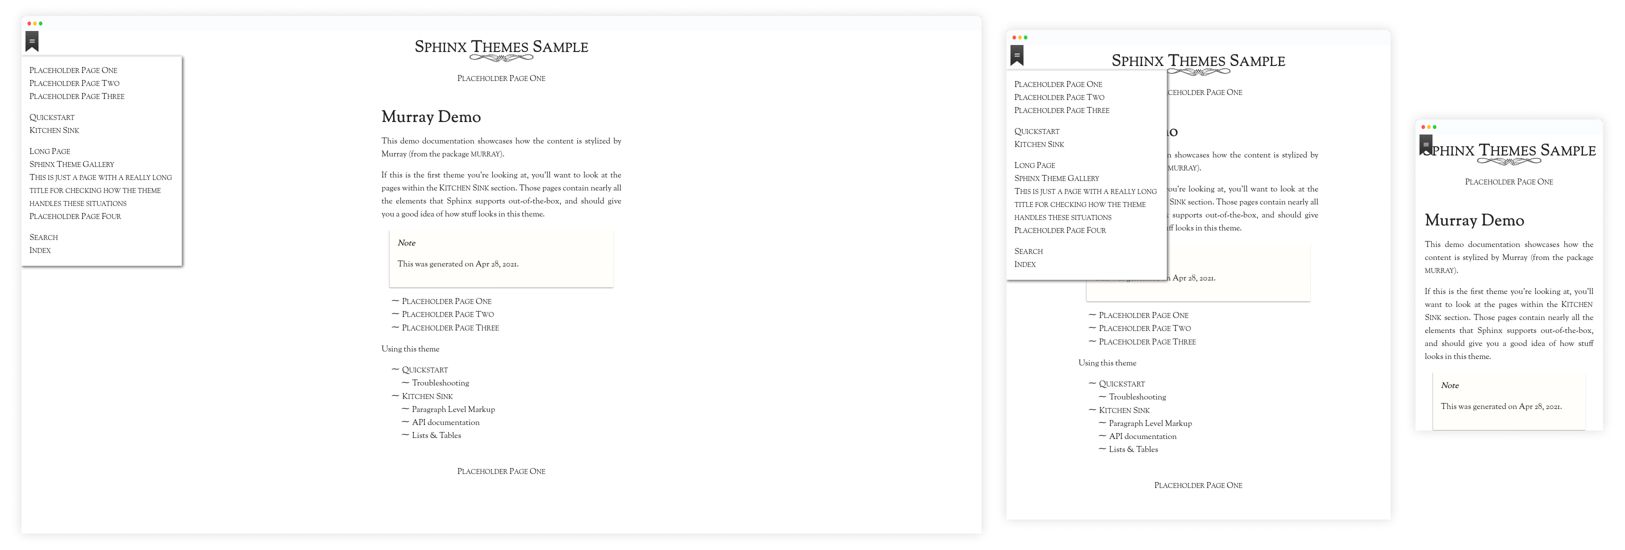 Sphinx Themes Sample
Placeholder Page One
Placeholder Page One
Placeholder Page Two
Placeholder Page Three
Quickstart
Kitchen Sink
Long Page
Sphinx Theme Gallery
This is just a page with a really long
title for checking how the theme
handles these situations
Placeholder Page Four
Search
Index
Murray Demo
This demo documentation showcases how the content is stylized by
Murray (from the package MURRAY).
If this is the first theme you're looking at, you'll want to look at the
pages within the Kitchen Sink section. Those pages contain nearly all
the elements that Sphinx supports out-of-the-box, and should give
you a good idea of how stuff looks in this theme.
Note
This was generated on Apr 28, 2021.
~ Placeholder Page One
~ Placeholder Page Two
~ Placeholder Page Three
Using this theme
~ Quickstart
~ Troubleshooting
~ Kitchen Sink
~ Paragraph Level Markup
~ API documentation
~ Lists & Tables
Placeholder Page One
Sphinx Themes Sample
Page One
Placeholder Page One
Placeholder Page Two
Placeholder Page Three
Quickstart
Kitchen Sink
Long Page
Sphinx Theme Gallery
This is just a page with a really long
title for checking how the theme
handles these situations
Placeholder Page Four
Search
Index
showcases how the content is stylized by
MURRAY).
you're looking at, you'll want to look at the
Sink section. Those pages contain nearly all
supports out-of-the-box, and should give
looks in this theme.
on Apr 28, 2021.
~ Placeholder Page One
~ Placeholder Page Two
~ Placeholder Page Three
Using this theme
~ Quickstart
~ Troubleshooting
~ Kitchen Sink
~ Paragraph Level Markup
~ API documentation
~ Lists & Tables
Placeholder Page One
Sphinx Themes Sample
Placeholder Page One
Murray Demo
This demo documentation showcases how the
content is stylized by Murray (from the package
MURRAY).
If this is the first theme you're looking at, you'll
want to look at the pages within the Kitchen
Sink section. Those pages contain nearly all the
elements that Sphinx supports out-of-the-box,
and should give you a good idea of how stuff
looks in this theme.
Note
This was generated on Apr 28, 2021.